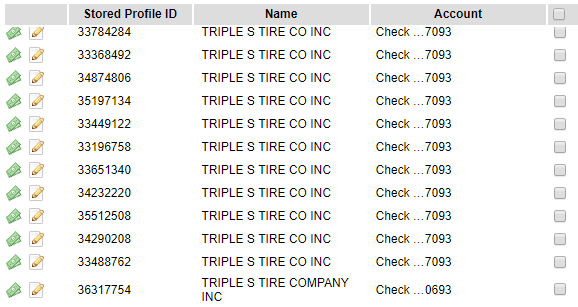 Stored Profile ID Name Account
33784284 TRIPLE S TIRE CO INC Check ...7093
33368492 TRIPLE S TIRE CO INC Check ...7093
34874806 TRIPLE S TIRE CO INC Check ...7093
35197134 TRIPLE S TIRE CO INC Check ...7093
33449122 TRIPLE S TIRE CO INC Check ...7093
33196758 TRIPLE S TIRE CO INC Check ...7093
33651340 TRIPLE S TIRE CO INC Check ...7093
34232220 TRIPLE S TIRE CO INC Check ...7093
35512508 TRIPLE S TIRE CO INC Check ...7093
34290208 TRIPLE S TIRE CO INC Check ...7093
33488762 TRIPLE S TIRE CO INC Check ...7093
36317754 TRIPLE S TIRE COMPANY Check ...0693
INC